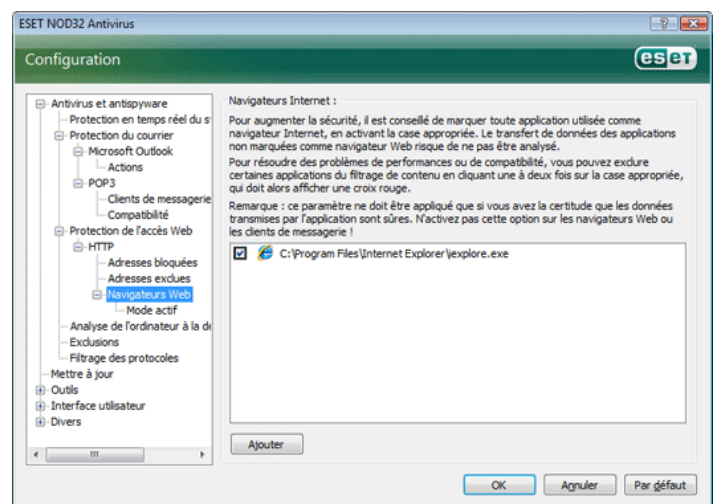 ESET NOD32 Antivirus
Configuration
eset
Antivirus et antispyware
Protection en temps réel du s
Protection du courrier
Microsoft Outlook
Actions
POP3
Clients de messagerie
Compatibilité
Protection de l'accès Web
HTTP
Adresses bloquées
Adresses exclues
Navigateurs Web
Mode actif
Analyse de l'ordinateur à la de
Exclusions
Filtrage des protocoles
Mettre à jour
Outils
Interface utilisateur
Divers
Navigateurs Internet :
Pour augmenter la sécurité, il est conseillé de marquer toute application utilisée comme
navigateur Internet, en activant la case appropriée. Le transfert de données des applications
non marquées comme navigateur Web risque de ne pas être analysé.
Pour résoudre des problèmes de performances ou de compatibilité, vous pouvez exclure
certaines applications du filtrage de contenu en cliquant une à deux fois sur la case appropriée,
qui doit alors afficher une croix rouge.
Remarque : ce paramètre ne doit être appliqué que si vous avez la certitude que les données
transmises par l'application sont sûres. N'activez pas cette option sur les navigateurs Web ou
les clients de messagerie !
C:\Program Files\Internet Explorer\iexplore.exe
Ajouter
OK
Annuler
Par défaut